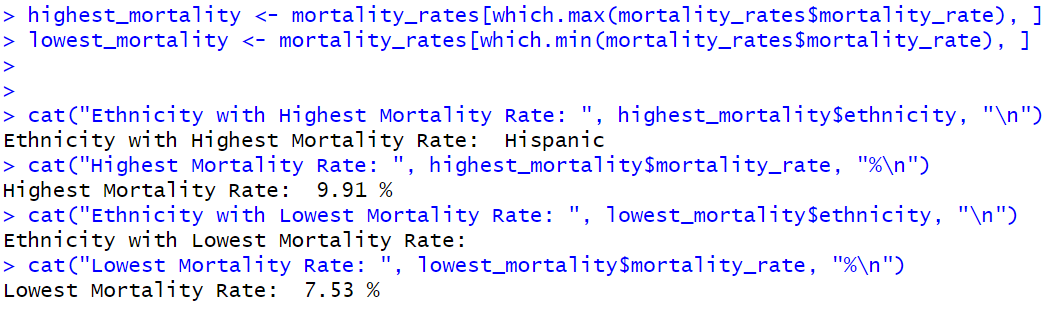 > highest_mortality <- mortality_rates[which.max(mortality_rates$mortality_rate), ]
> lowest_mortality <- mortality_rates[which.min(mortality_rates$mortality_rate), ]
>
>
> cat("Ethnicity with Highest Mortality Rate: ", highest_mortality$ethnicity, "\n")
Ethnicity with Highest Mortality Rate:  Hispanic
> cat("Highest Mortality Rate: ", highest_mortality$mortality_rate, "%\n")
Highest Mortality Rate:  9.91 %
> cat("Ethnicity with Lowest Mortality Rate: ", lowest_mortality$ethnicity, "\n")
Ethnicity with Lowest Mortality Rate:
> cat("Lowest Mortality Rate: ", lowest_mortality$mortality_rate, "%\n")
Lowest Mortality Rate:  7.53 %